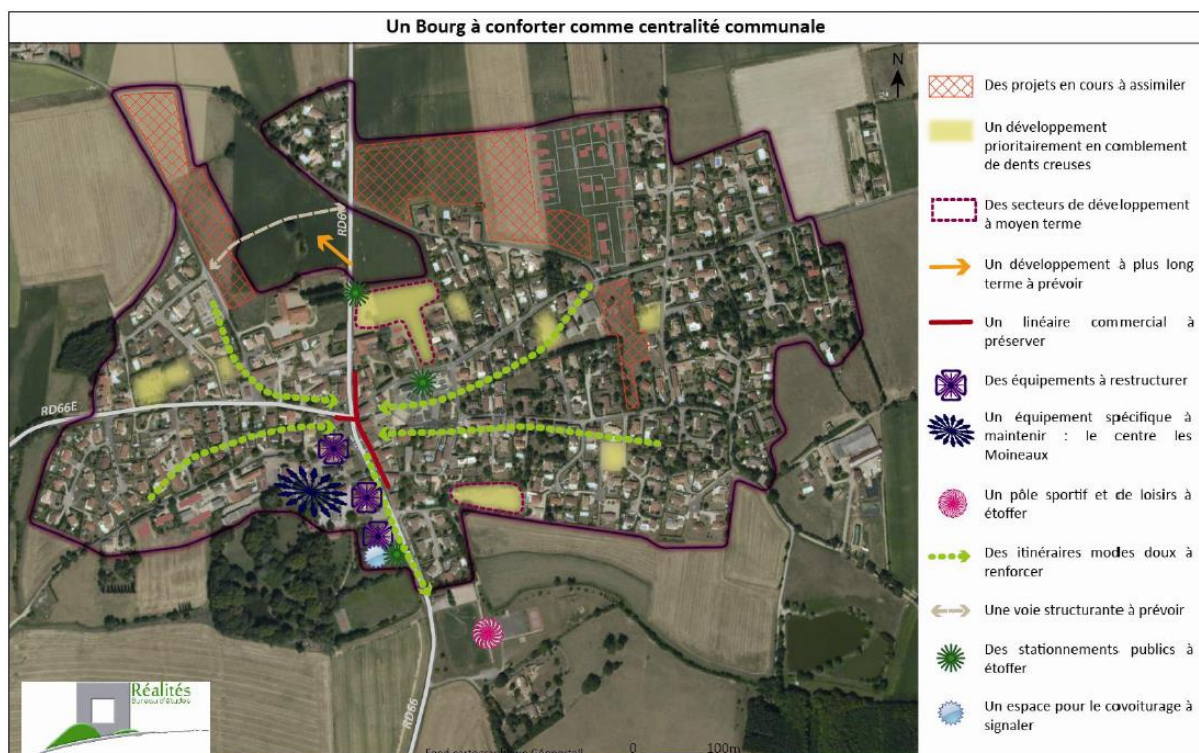 Un Bourg à conforter comme centralité communale
N
Des projets en cours à assimiler
Un développement
prioritairement en comblement
de dents creuses
Des secteurs de développement
à moyen terme
Un développement à plus long
terme à prévoir
Un linéaire commercial à
préserver
Des équipements à restructurer
Un équipement spécifique à
maintenir : le centre les
Moineaux
Un pôle sportif et de loisirs à
étoffer
Des itinéraires modes doux à
renforcer
Une voie structurante à prévoir
Des stationnements publics à
étoffer
Un espace pour le covoiturage à
signaler
RD66E
RD66
Réalités
Bureau d'études
0 100m